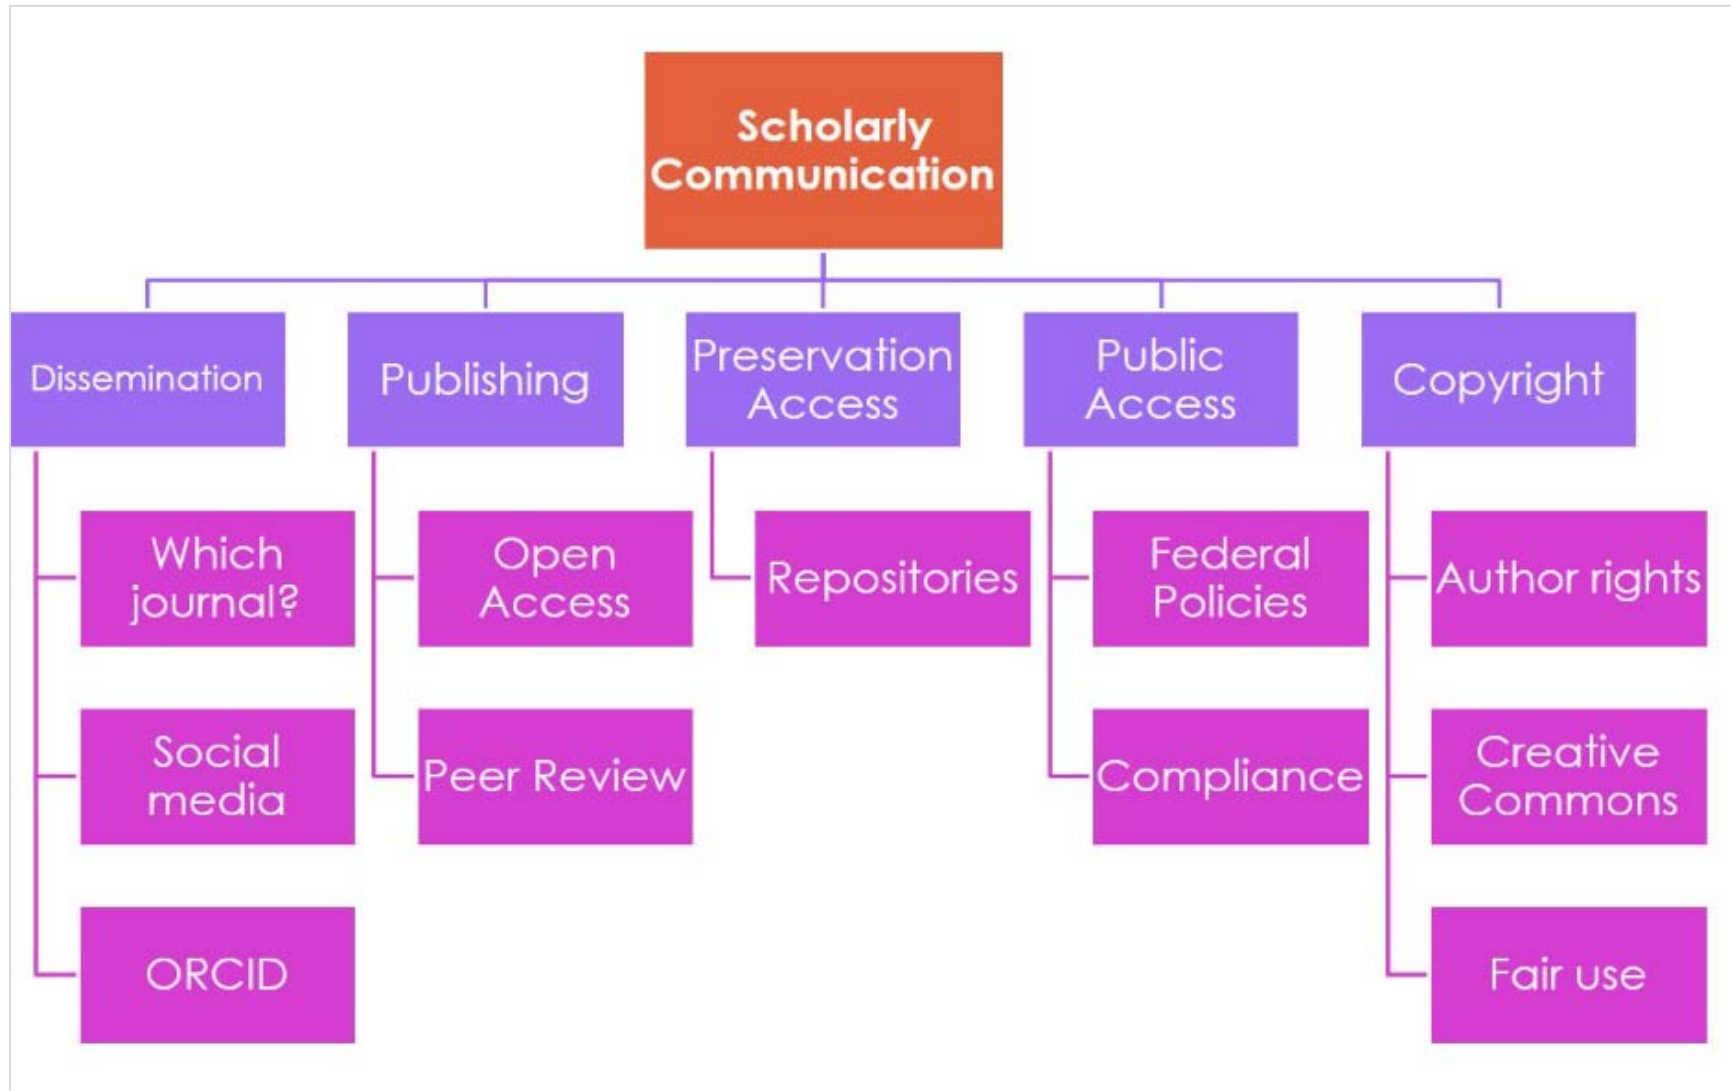 Scholarly
Communication
Dissemination
Publishing
Preservation
Access
Public
Access
Copyright
Which
journal?
Social
media
ORCID
Open
Access
Peer Review
Repositories
Federal
Policies
Compliance
Author rights
Creative
Commons
Fair use